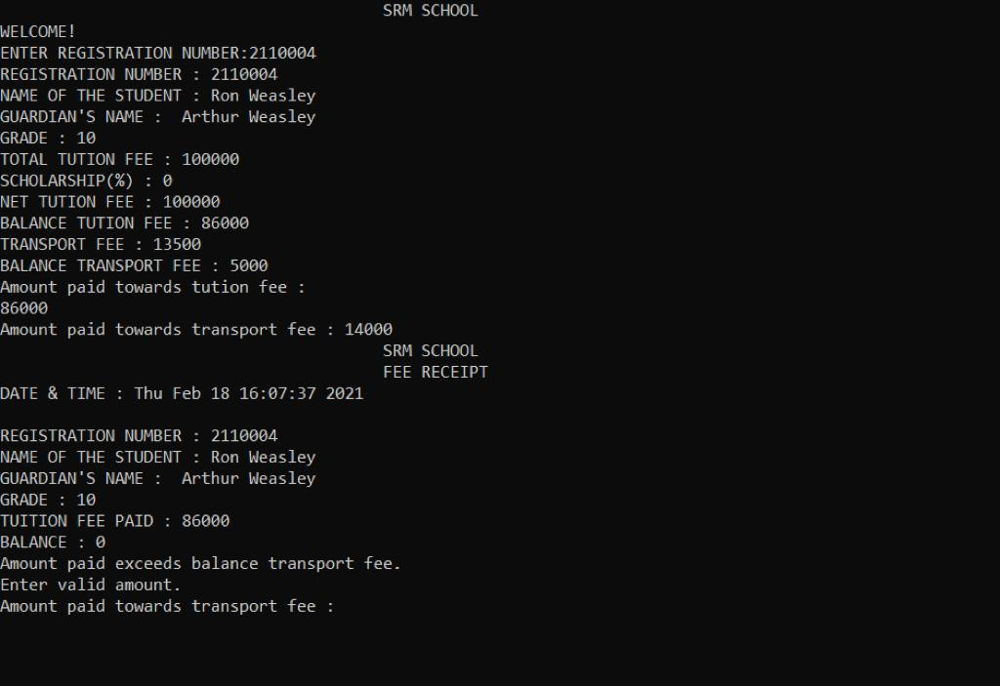 SRM SCHOOL
WELCOME!
ENTER REGISTRATION NUMBER:2110004
REGISTRATION NUMBER : 2110004
NAME OF THE STUDENT : Ron Weasley
GUARDIAN'S NAME :  Arthur Weasley
GRADE : 10
TOTAL TUTION FEE : 100000
SCHOLARSHIP(%) : 0
NET TUTION FEE : 100000
BALANCE TUTION FEE : 86000
TRANSPORT FEE : 13500
BALANCE TRANSPORT FEE : 5000
Amount paid towards tution fee :
86000
Amount paid towards transport fee : 14000
SRM SCHOOL
FEE RECEIPT
DATE & TIME : Thu Feb 18 16:07:37 2021
REGISTRATION NUMBER : 2110004
NAME OF THE STUDENT : Ron Weasley
GUARDIAN'S NAME :  Arthur Weasley
GRADE : 10
TUITION FEE PAID : 86000
BALANCE : 0
Amount paid exceeds balance transport fee.
Enter valid amount.
Amount paid towards transport fee :